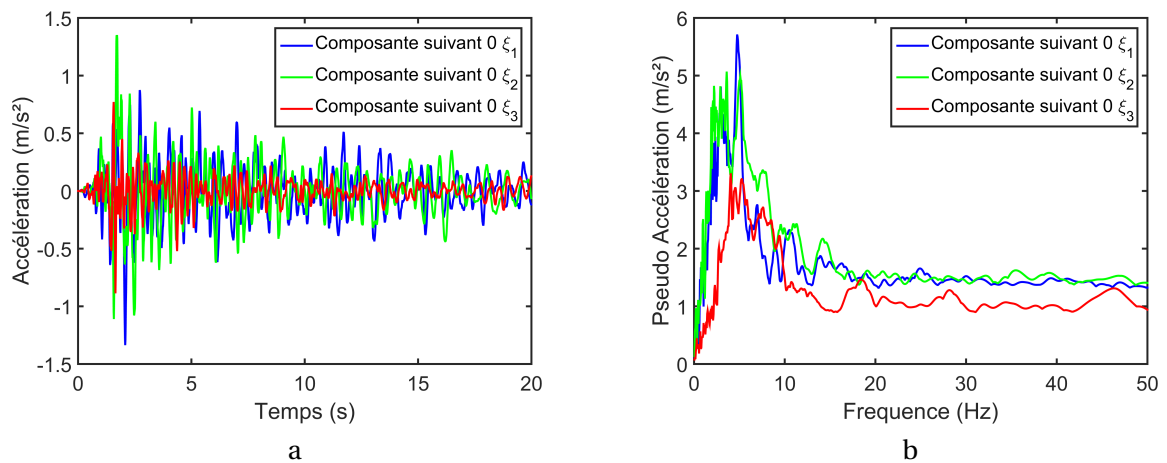 1.5
1
0.5
0
-0.5
-1
-1.5
Accélération (m/s²)
0 5 10 15 20
Temps (s)
Composante suivant 0 ξ1
Composante suivant 0 ξ2
Composante suivant 0 ξ3
a
6
5
4
3
2
1
0
Pseudo Accélération (m/s²)
0 10 20 30 40 50
Frequence (Hz)
Composante suivant 0 ξ1
Composante suivant 0 ξ2
Composante suivant 0 ξ3
b